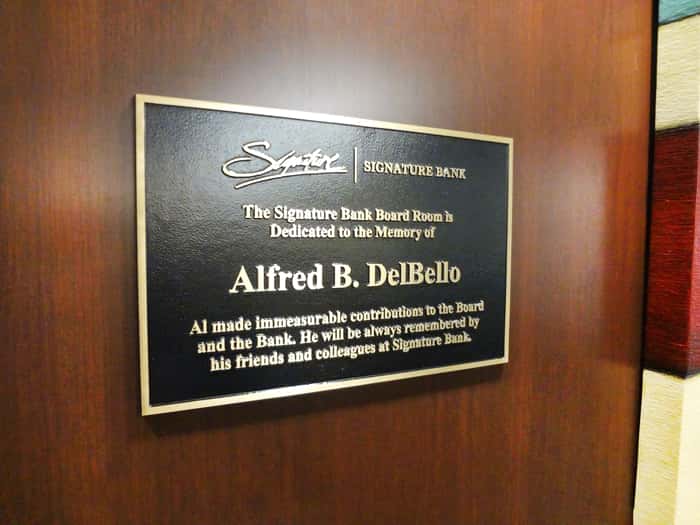 Signature SIGNATURE BANK
The Signature Bank Board Room is
Dedicated to the Memory of
Alfred B. DelBello
Al made immeasurable contributions to the Board
and the Bank. He will be always remembered by
his friends and colleagues at Signature Bank.